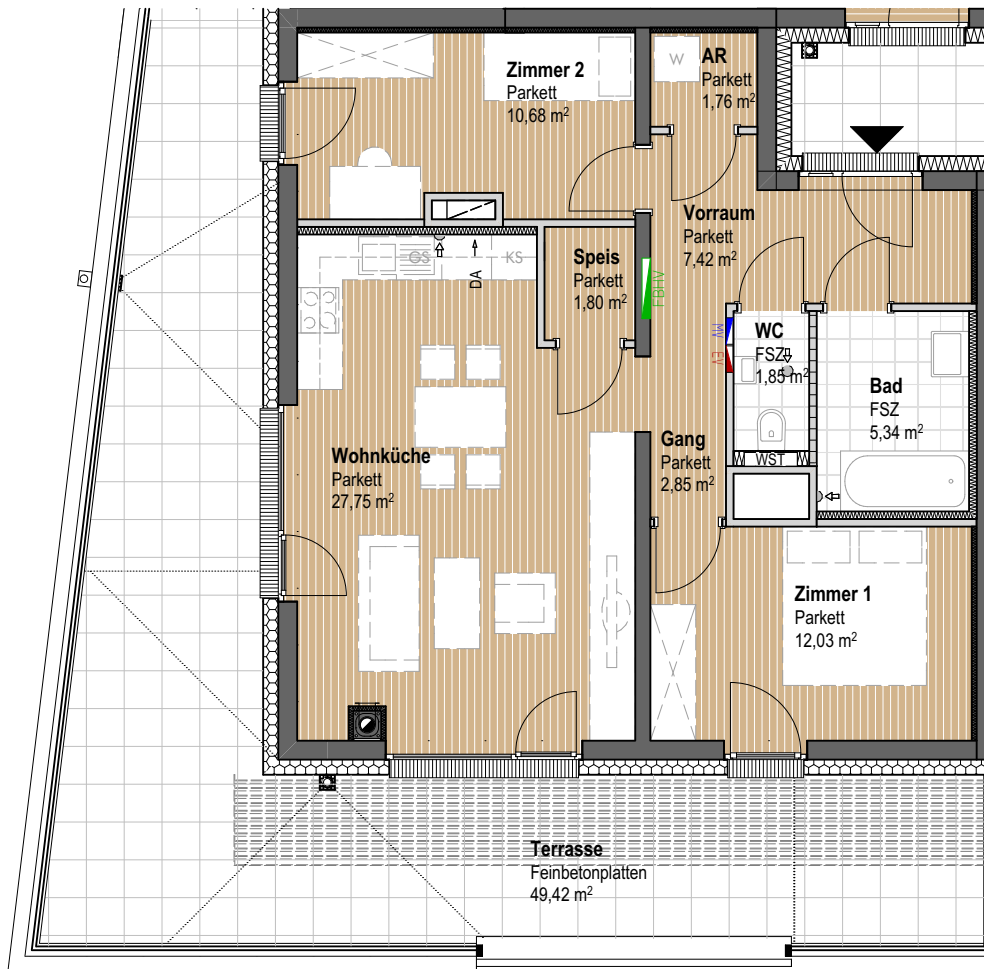 Zimmer 2
Parkett
10,68 m²
W
AR
Parkett
1,76 m²
Vorraum
Parkett
7,42 m²
GS
DA
KS
Speis
Parkett
1,80 m²
FBHV
MV
EV
WC
FSZ
1,85 m²
Bad
FSZ
5,34 m²
Wohnküche
Parkett
27,75 m²
Gang
Parkett
2,85 m²
WST
Zimmer 1
Parkett
12,03 m²
Terrasse
Feinbetonplatten
49,42 m²